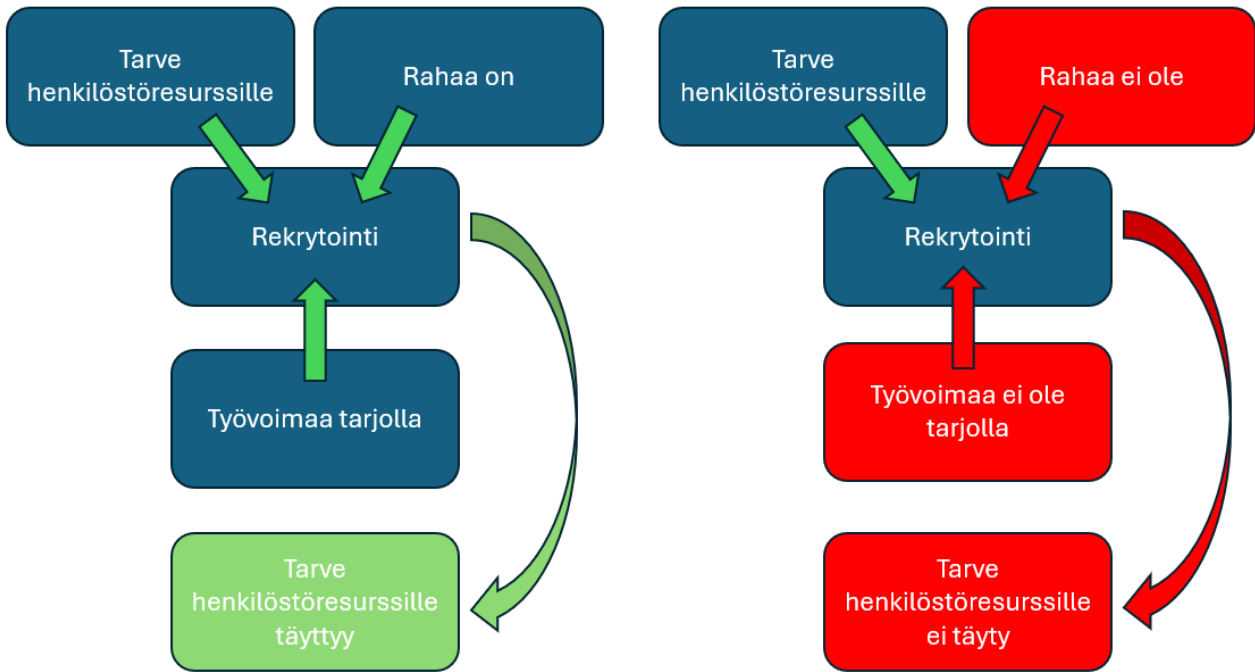 Tarve
henkilöstöresurssille
Rahaa on
Rekrytointi
Työvoimaa tarjolla
Tarve
henkilöstöresurssille
täyttyy
Tarve
henkilöstöresurssille
Rahaa ei ole
Rekrytointi
Työvoimaa ei ole
tarjolla
Tarve
henkilöstöresurssille
ei täyty